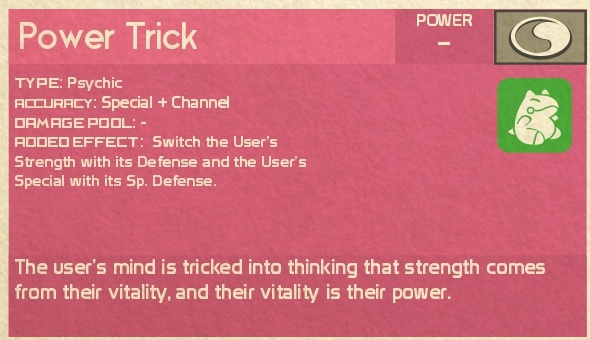 Power Trick
POWER
–
TYPE: Psychic
ACCURACY: Special + Channel
DAMAGE POOL: -
ADDED EFFECT: Switch the User's
Strength with its Defense and the User's
Special with its Sp. Defense.
The user's mind is tricked into thinking that strength comes
from their vitality, and their vitality is their power.